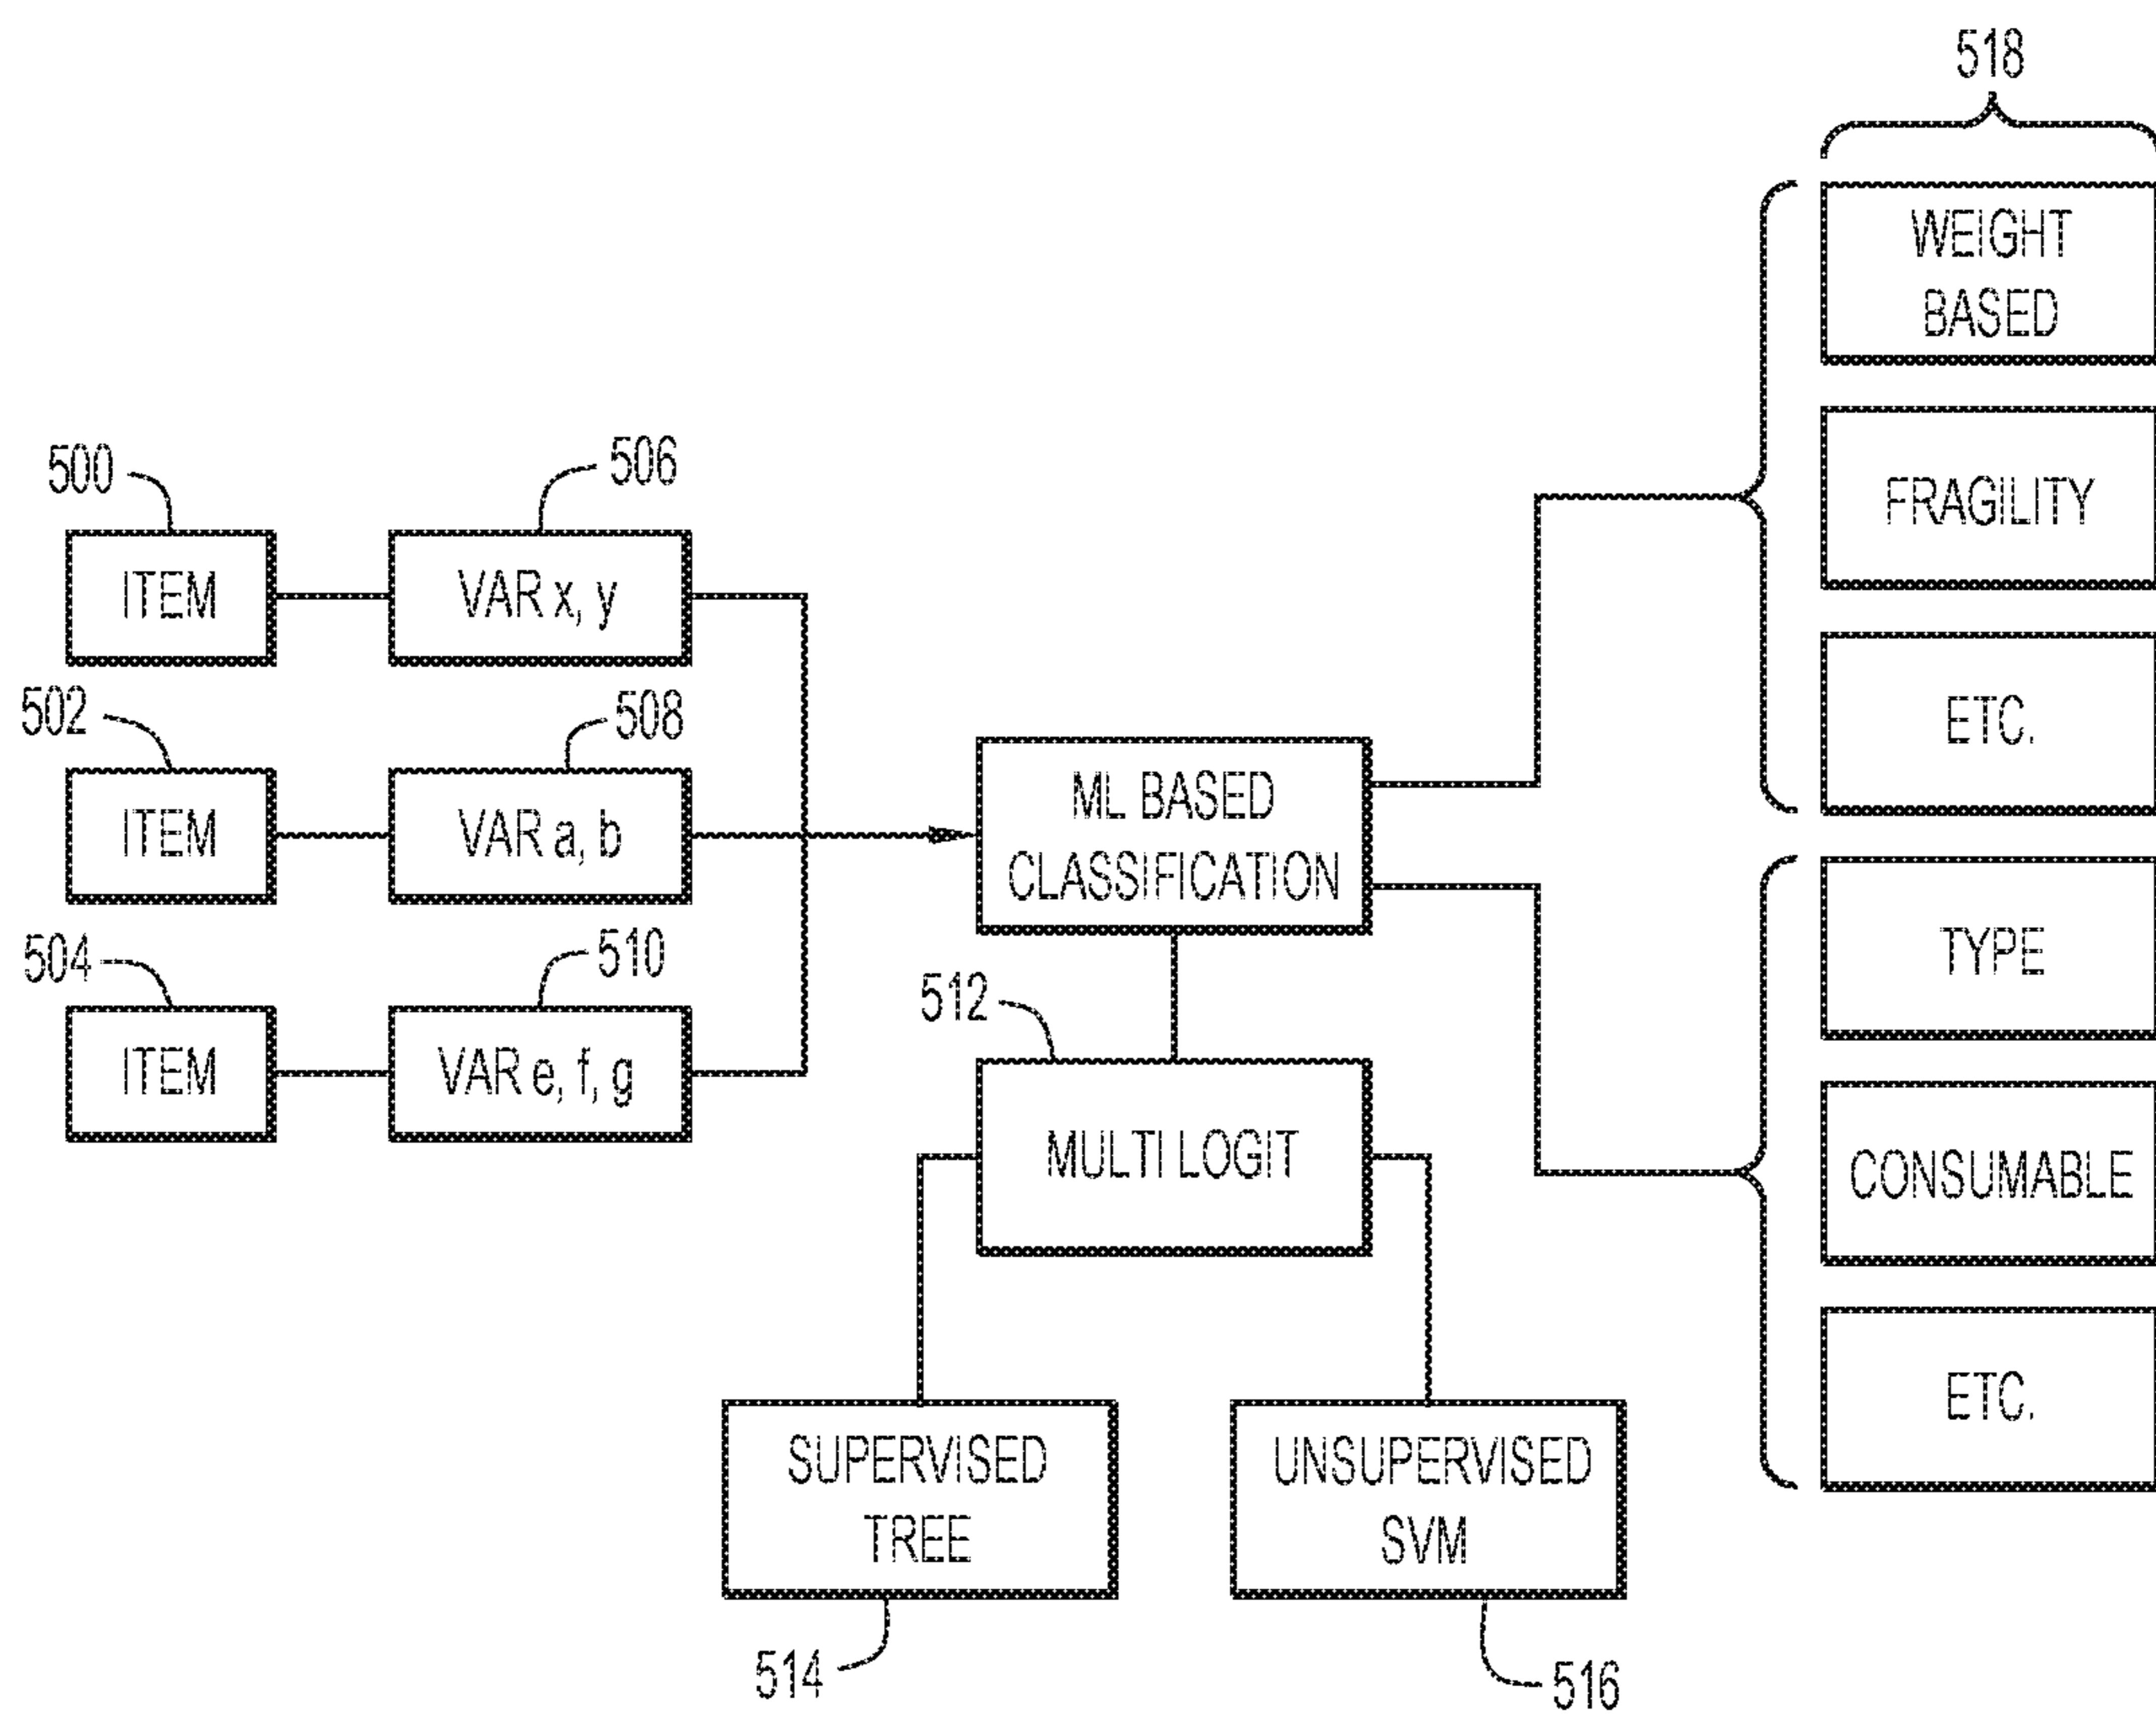 518
WEIGHT
BASED
FRAGILITY
ETC.
500
506
ITEM
VAR x, y
502
508
ITEM
VAR a, b
504
510
ITEM
VAR e, f, g
ML BASED
CLASSIFICATION
512
MULTI LOGIT
SUPERVISED
TREE
514
UNSUPERVISED
SVM
516
TYPE
CONSUMABLE
ETC.